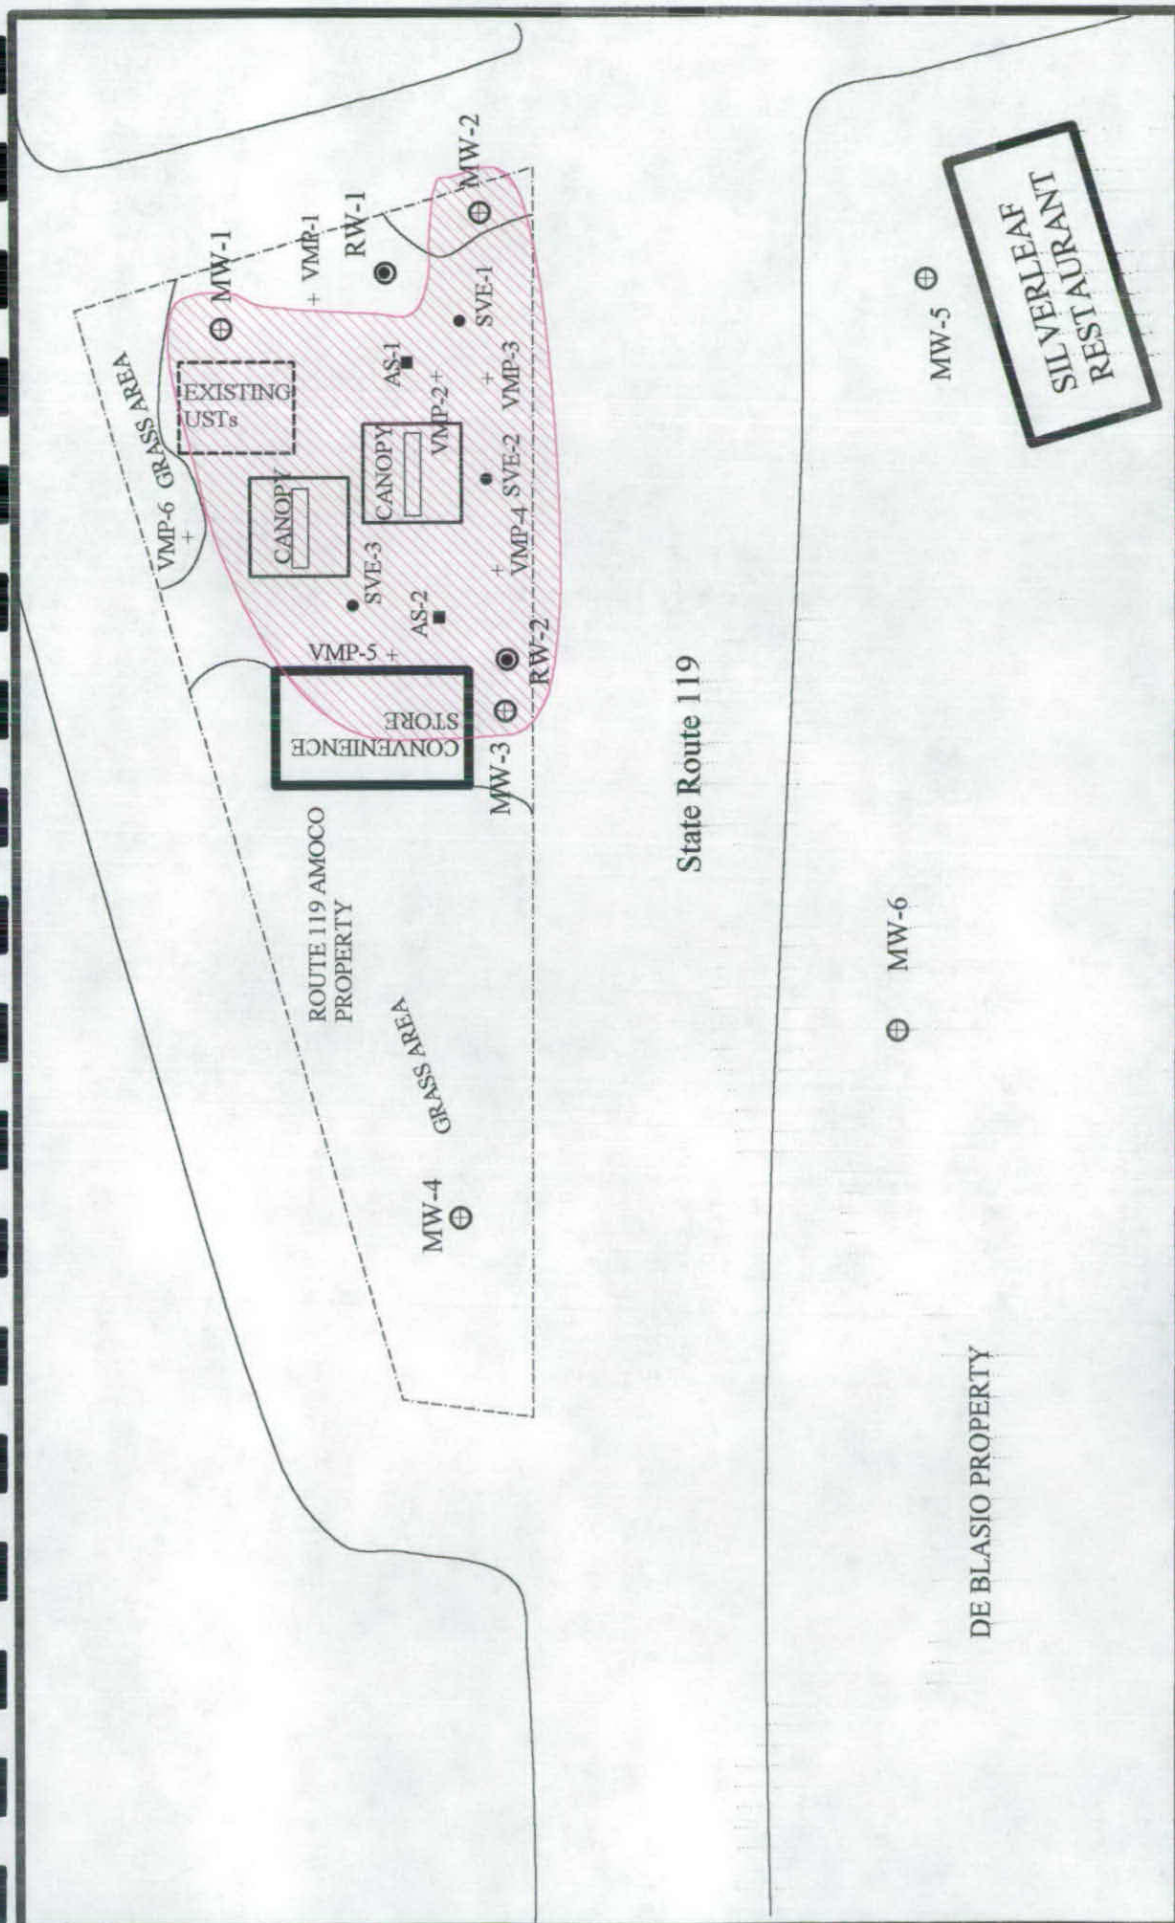 MW-2
MW-1
VMP-1
RW-1
SVE-1
AS-1
VMP-2
VMP-3
EXISTING
USTs
GRASS AREA
VMP-6
CANOPY
CANOPY
SVE-2
VMP-4
SVE-3
AS-2
VMP-5
RW-2
CONVENIENCE
STORE
MW-3
ROUTE 119 AMOCO
PROPERTY
GRASS AREA
MW-4
State Route 119
SILVERLEAF
RESTAURANT
MW-5
MW-6
DE BLASIO PROPERTY